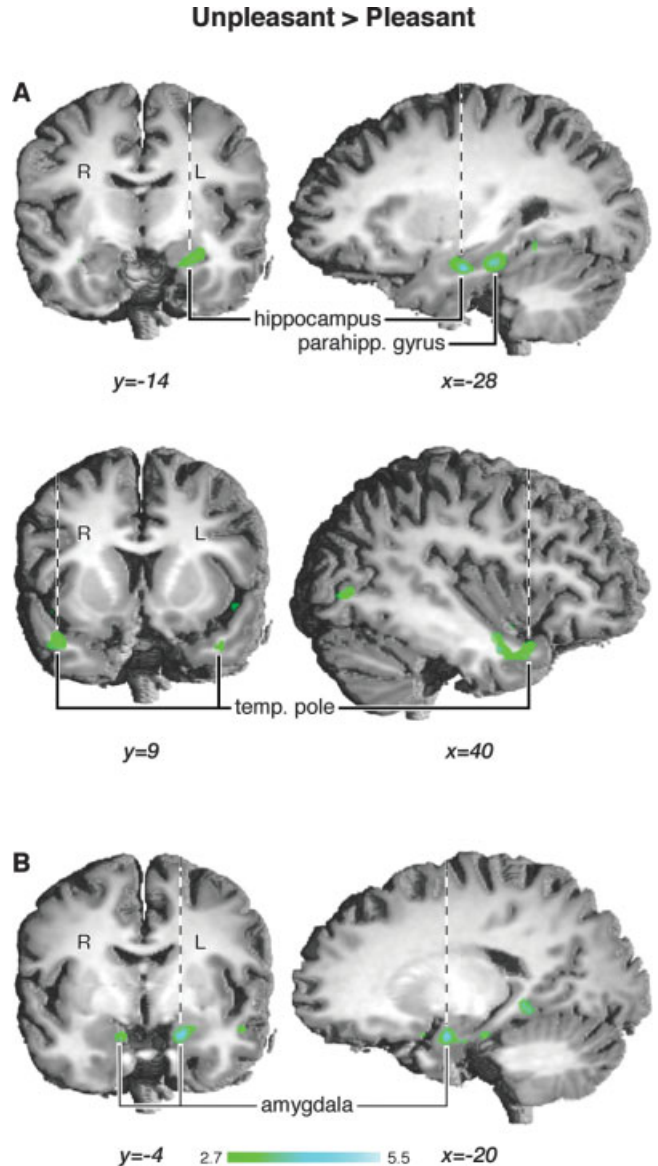 Unpleasant > Pleasant
A
R L
hippocampus
parahipp. gyrus
y=-14 x=-28
R L
temp. pole
y=9 x=40
B
R L
amygdala
y=-4 2.7 5.5 x=-20